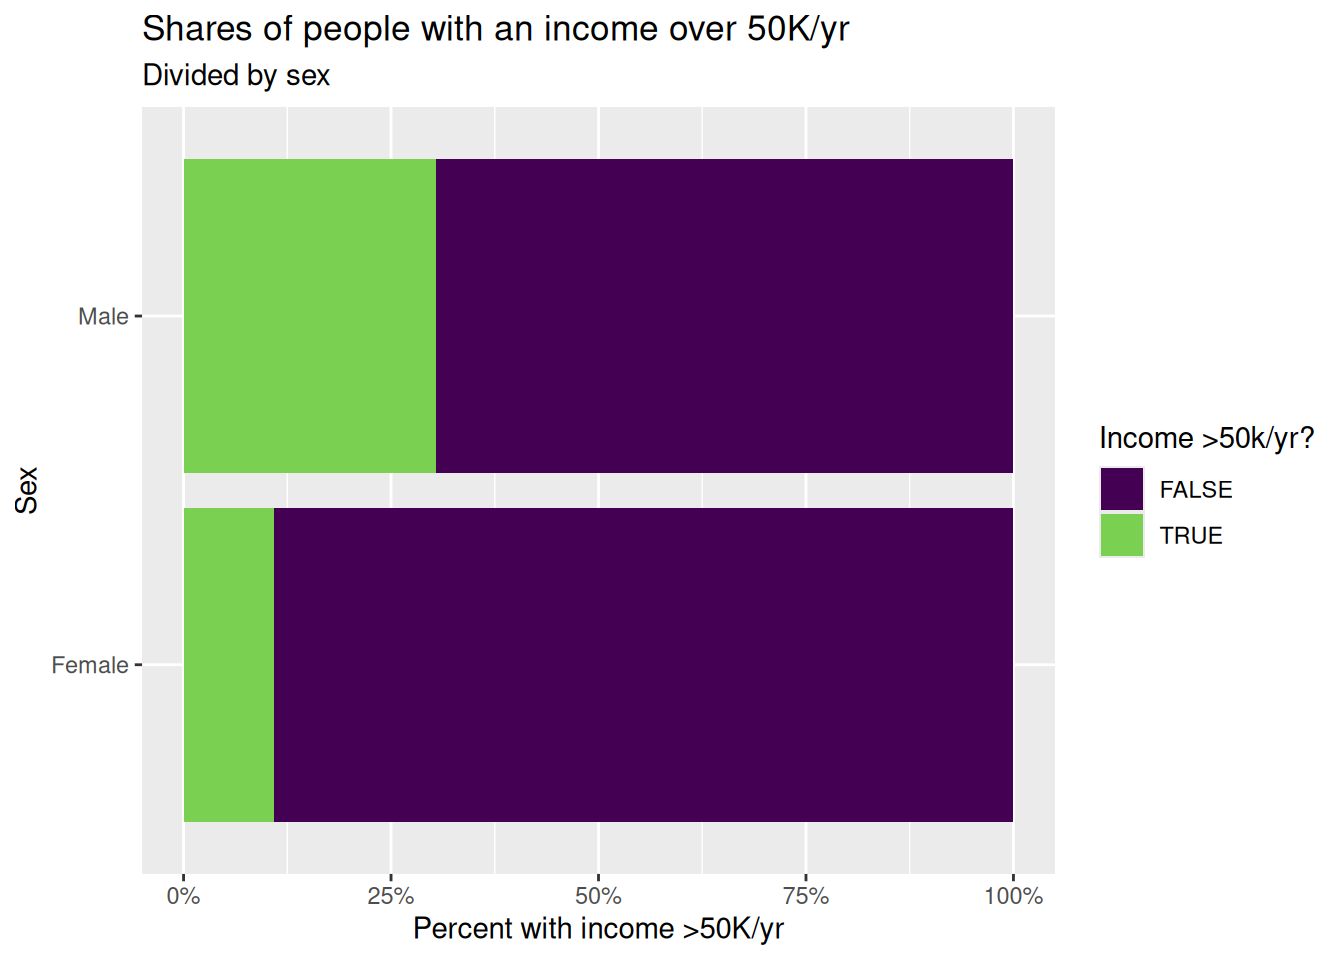 Shares of people with an income over 50K/yr
Divided by sex
Male
Female
Sex
0% 25% 50% 75% 100%
Percent with income >50K/yr
Income >50k/yr?
FALSE
TRUE